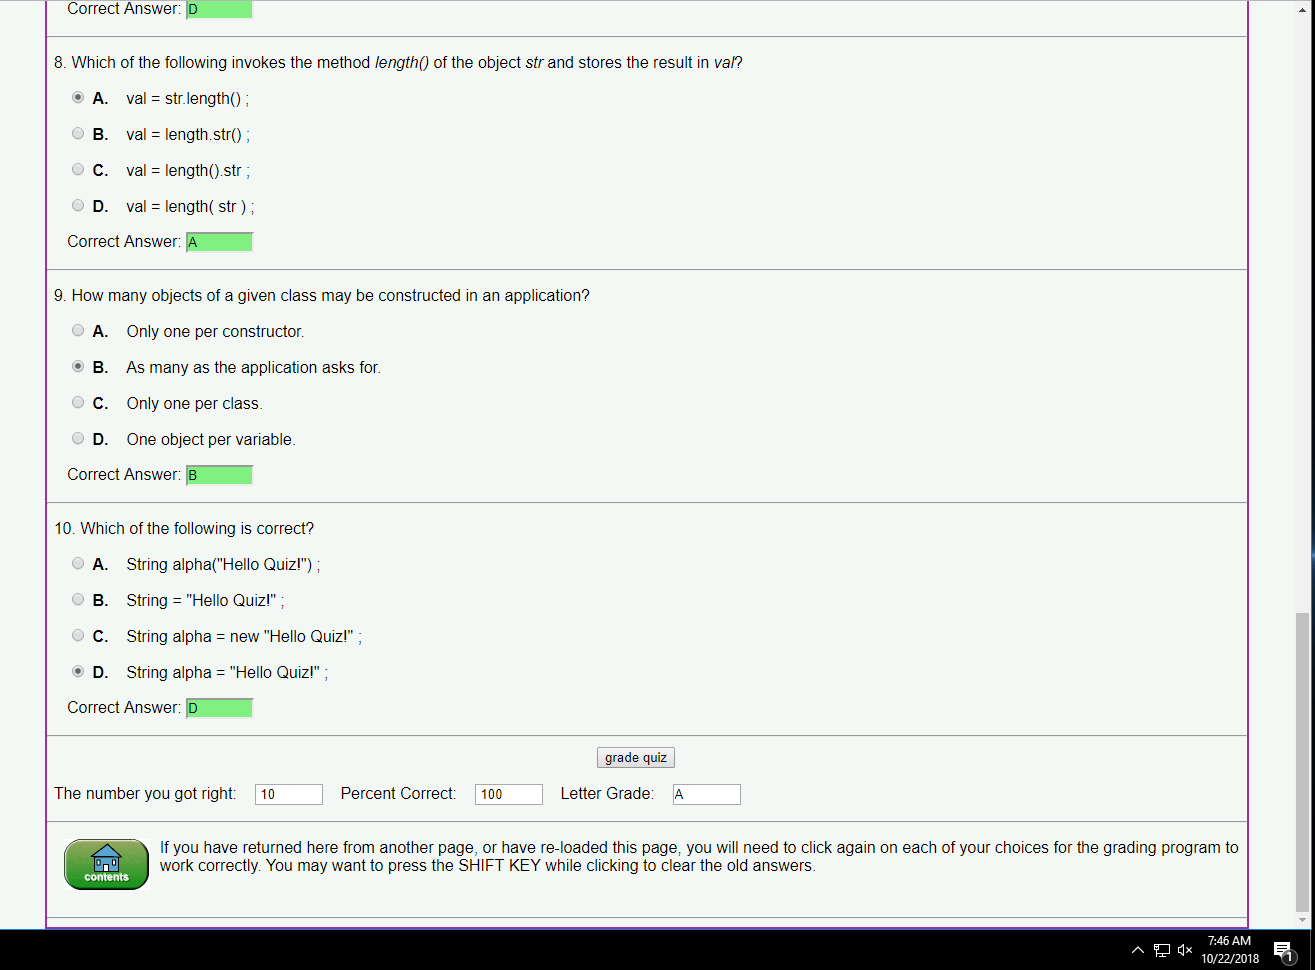 Correct Answer: D
8. Which of the following invokes the method length() of the object str and stores the result in val?
A. val = str.length() ;
B. val = length.str() ;
C. val = length().str ;
D. val = length( str ) ;
Correct Answer: A
9. How many objects of a given class may be constructed in an application?
A. Only one per constructor.
B. As many as the application asks for.
C. Only one per class.
D. One object per variable.
Correct Answer: B
10. Which of the following is correct?
A. String alpha("Hello Quiz!") ;
B. String = "Hello Quiz!" ;
C. String alpha = new "Hello Quiz!" ;
D. String alpha = "Hello Quiz!" ;
Correct Answer: D
grade quiz
The number you got right: 10 Percent Correct: 100 Letter Grade: A
contents
If you have returned here from another page, or have re-loaded this page, you will need to click again on each of your choices for the grading program to
work correctly. You may want to press the SHIFT KEY while clicking to clear the old answers.
7:46 AM
10/22/2018
1